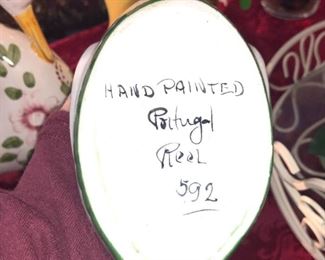 HAND PAINTED
Portugal
Real
592